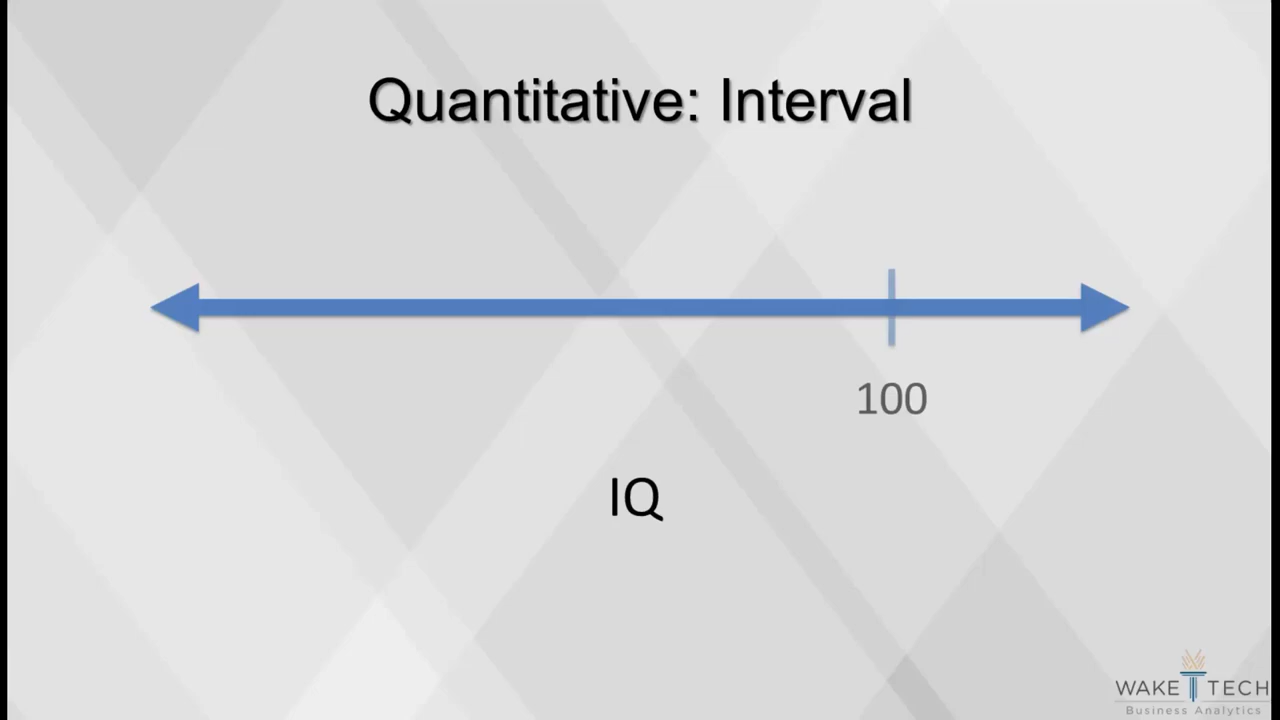 Quantitative: Interval
100
IQ
WAKE TECH
Business Analytics